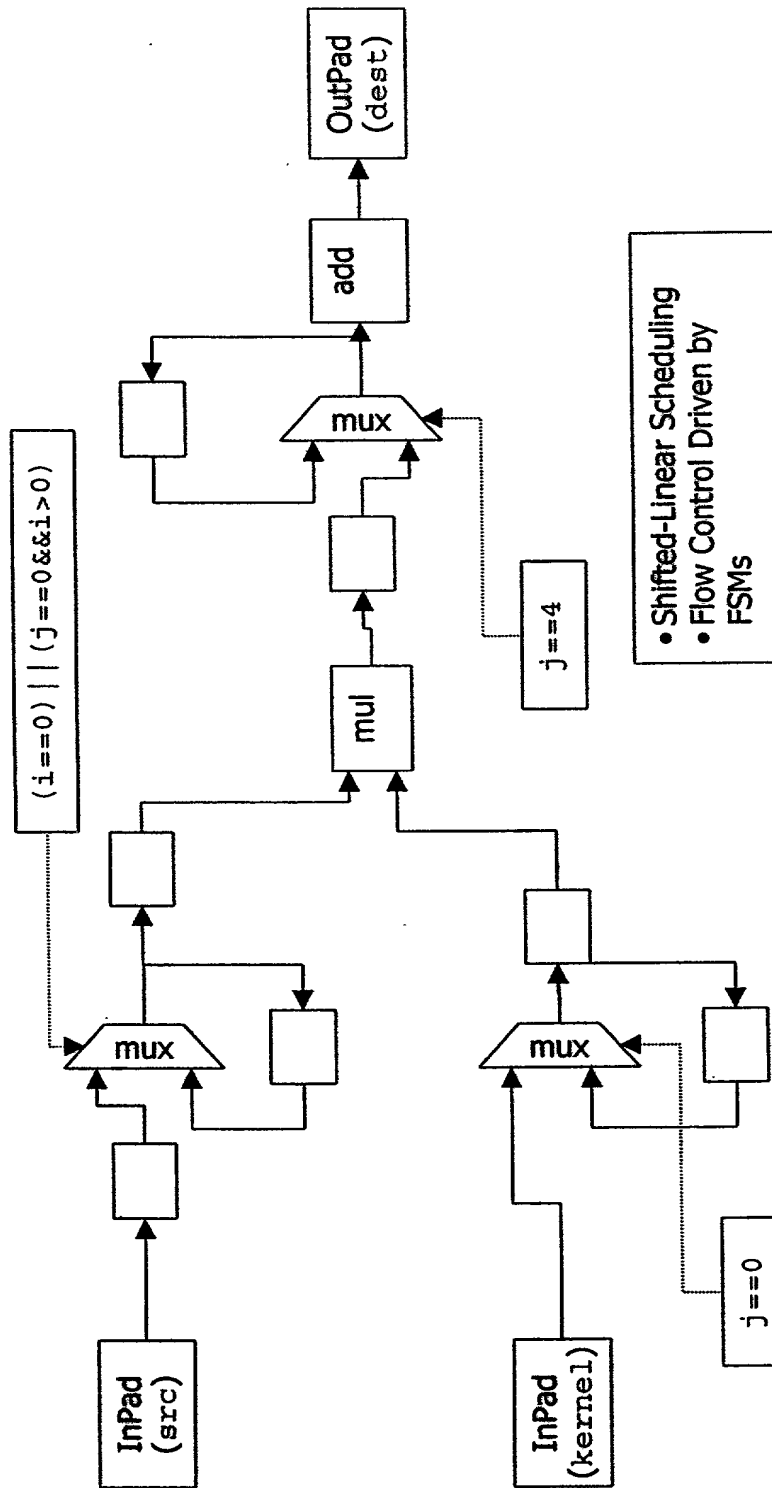 InPad
(src)
mux
(i==0)||(j==0&&i>0)
InPad
(kernel)
mux
j==0
mul
mux
j==4
add
OutPad
(dest)
• Shifted-Linear Scheduling
• Flow Control Driven by
FSMs